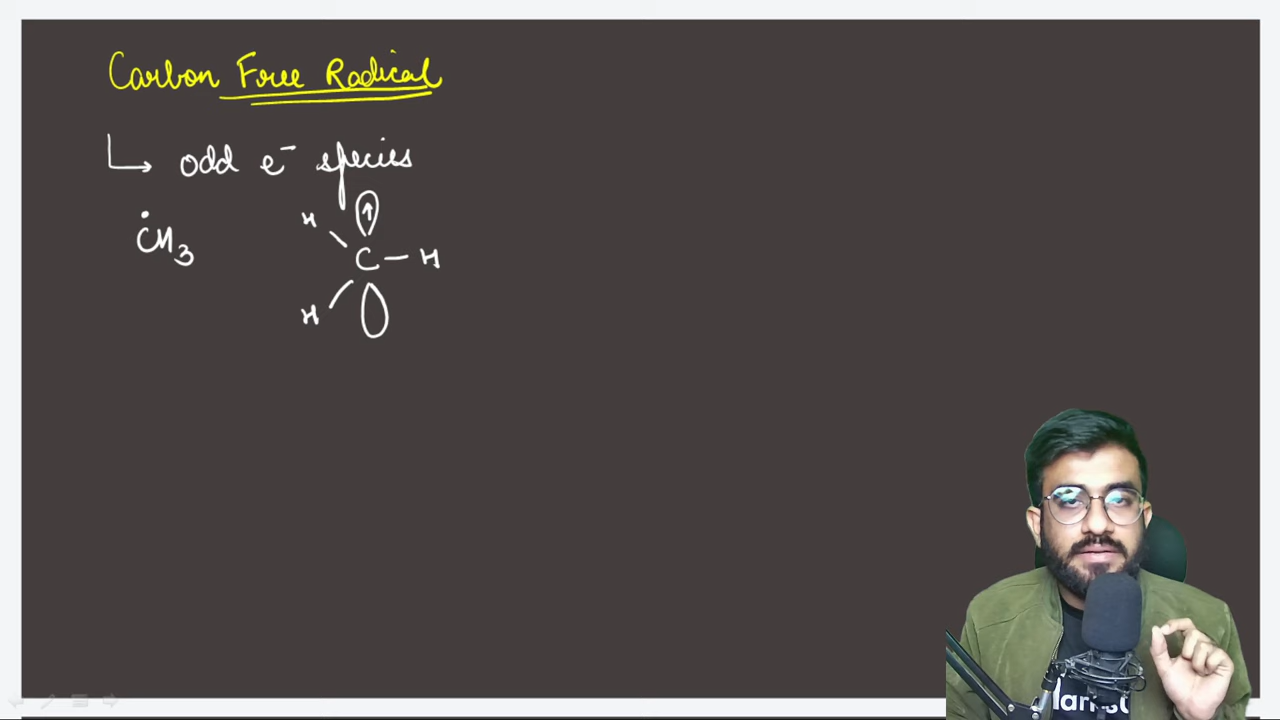 Carbon Free Radical
↳ odd e⁻ species
ĊH₃
H
↑
C – H
H